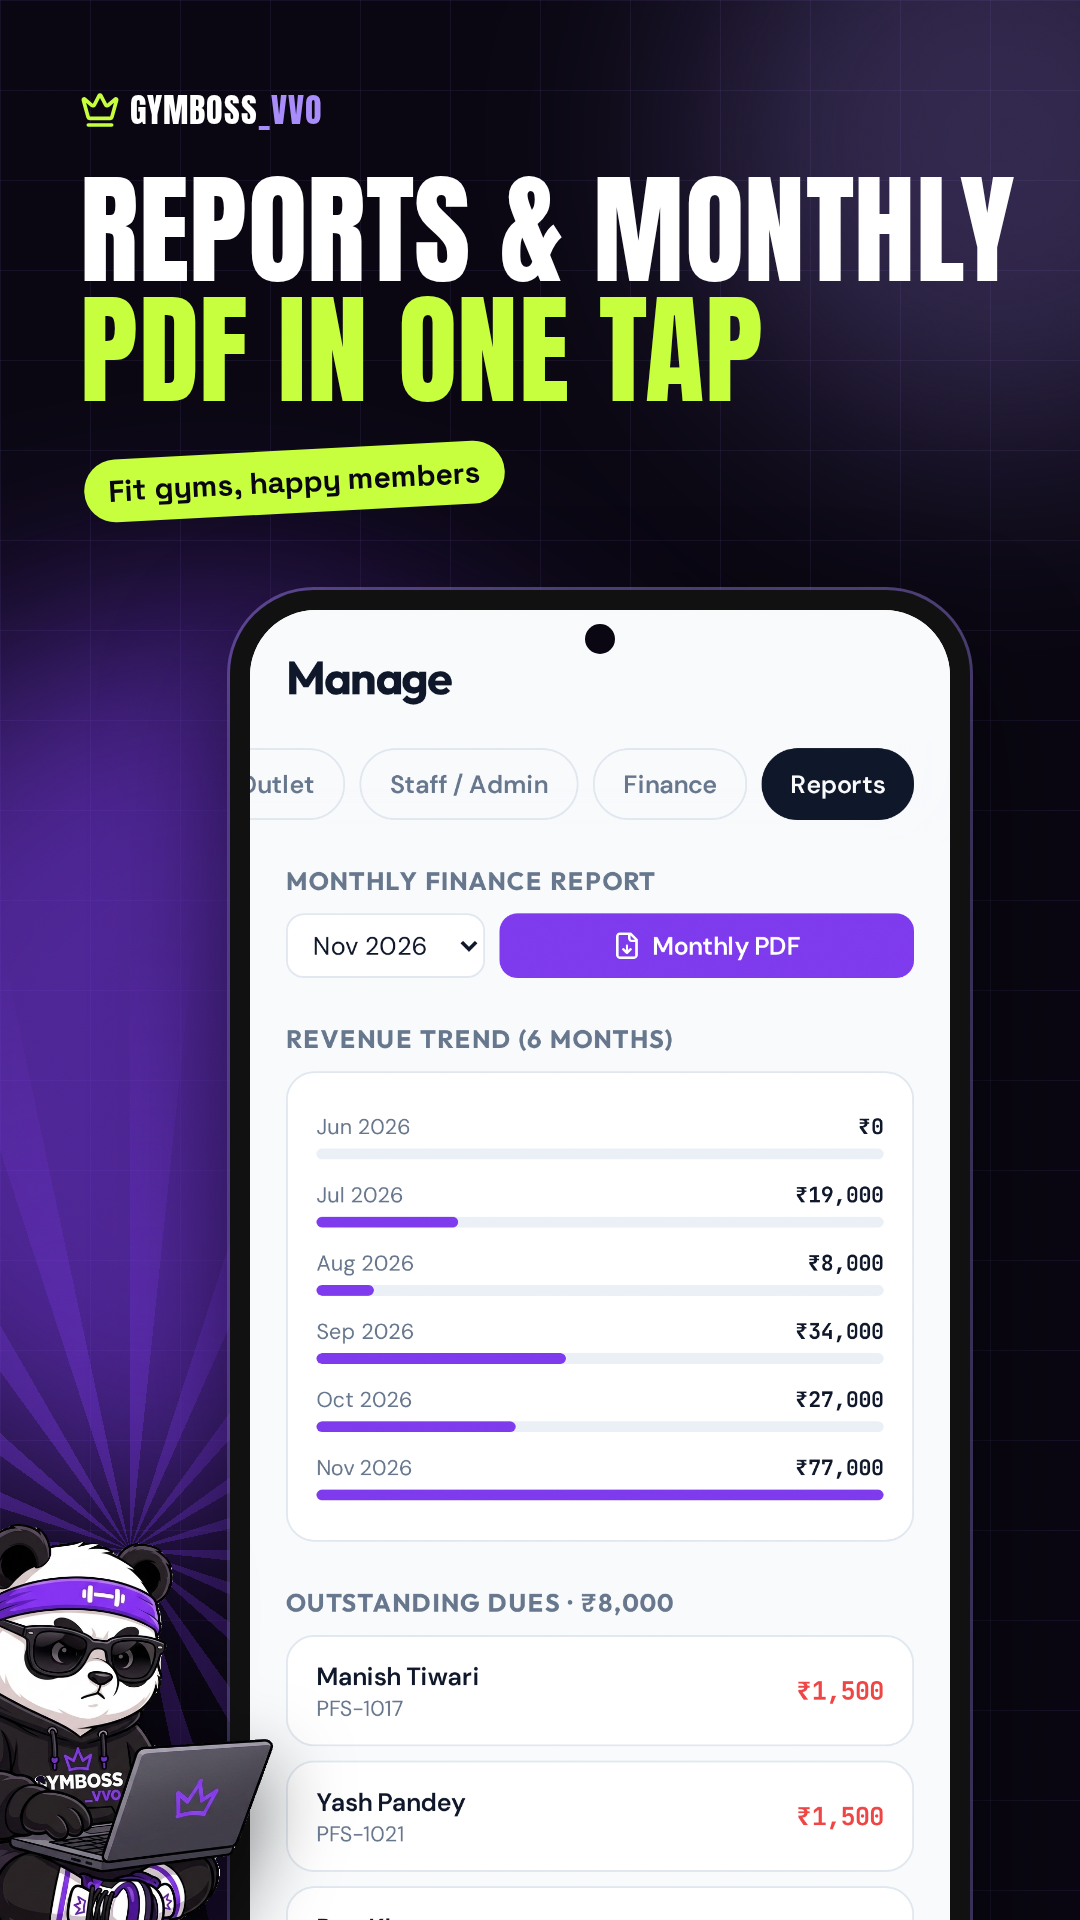 GYMBOSS_VVO
REPORTS & MONTHLY
PDF IN ONE TAP
Fit gyms, happy members
Manage
Outlet
Staff / Admin
Finance
Reports
MONTHLY FINANCE REPORT
Nov 2026
Monthly PDF
REVENUE TREND (6 MONTHS)
Jun 2026 ₹0
Jul 2026 ₹19,000
Aug 2026 ₹8,000
Sep 2026 ₹34,000
Oct 2026 ₹27,000
Nov 2026 ₹77,000
OUTSTANDING DUES · ₹8,000
Manish Tiwari
PFS-1017
₹1,500
Yash Pandey
PFS-1021
₹1,500
GYMBOSS
_VVO